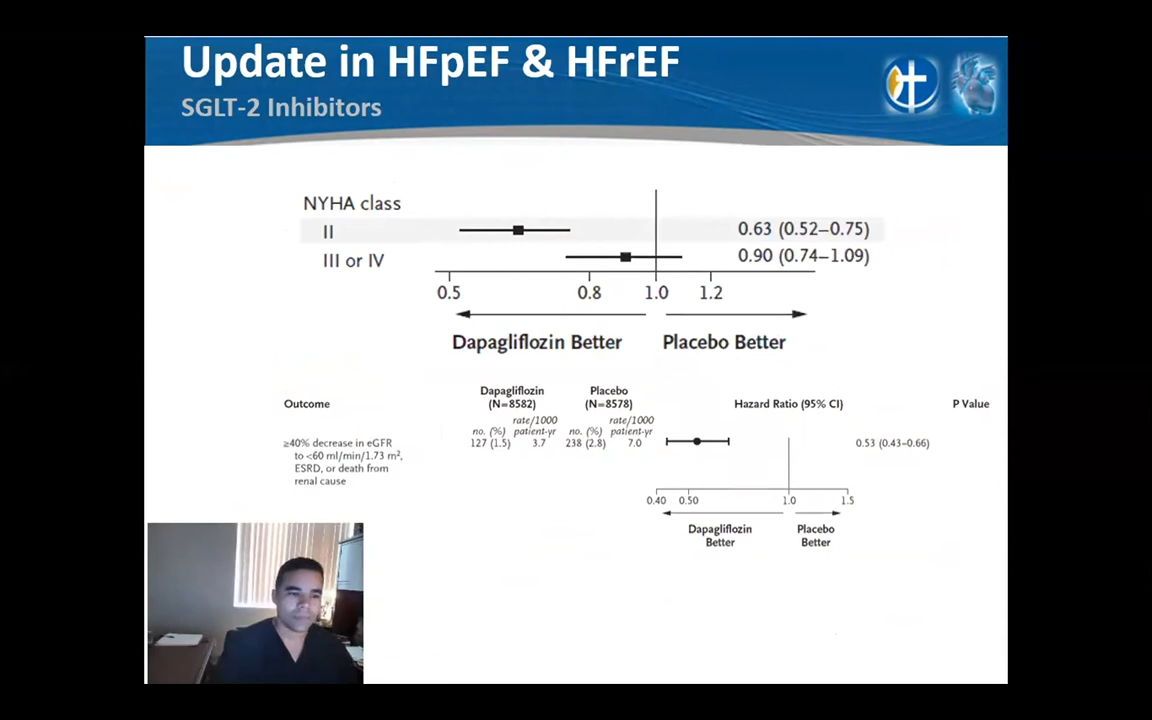 Update in HFpEF & HFrEF
SGLT-2 Inhibitors
NYHA class
II 0.63 (0.52–0.75)
III or IV 0.90 (0.74–1.09)
0.5 0.8 1.0 1.2
Dapagliflozin Better Placebo Better
Outcome Dapagliflozin (N=8582) Placebo (N=8578) Hazard Ratio (95% CI) P Value
no. (%) rate/1000 patient-yr no. (%) rate/1000 patient-yr
127 (1.5) 3.7 238 (2.8) 7.0 0.53 (0.43–0.66)
≥40% decrease in eGFR
to <60 ml/min/1.73 m²,
ESRD, or death from
renal cause
0.40 0.50 1.0 1.5
Dapagliflozin Better Placebo Better